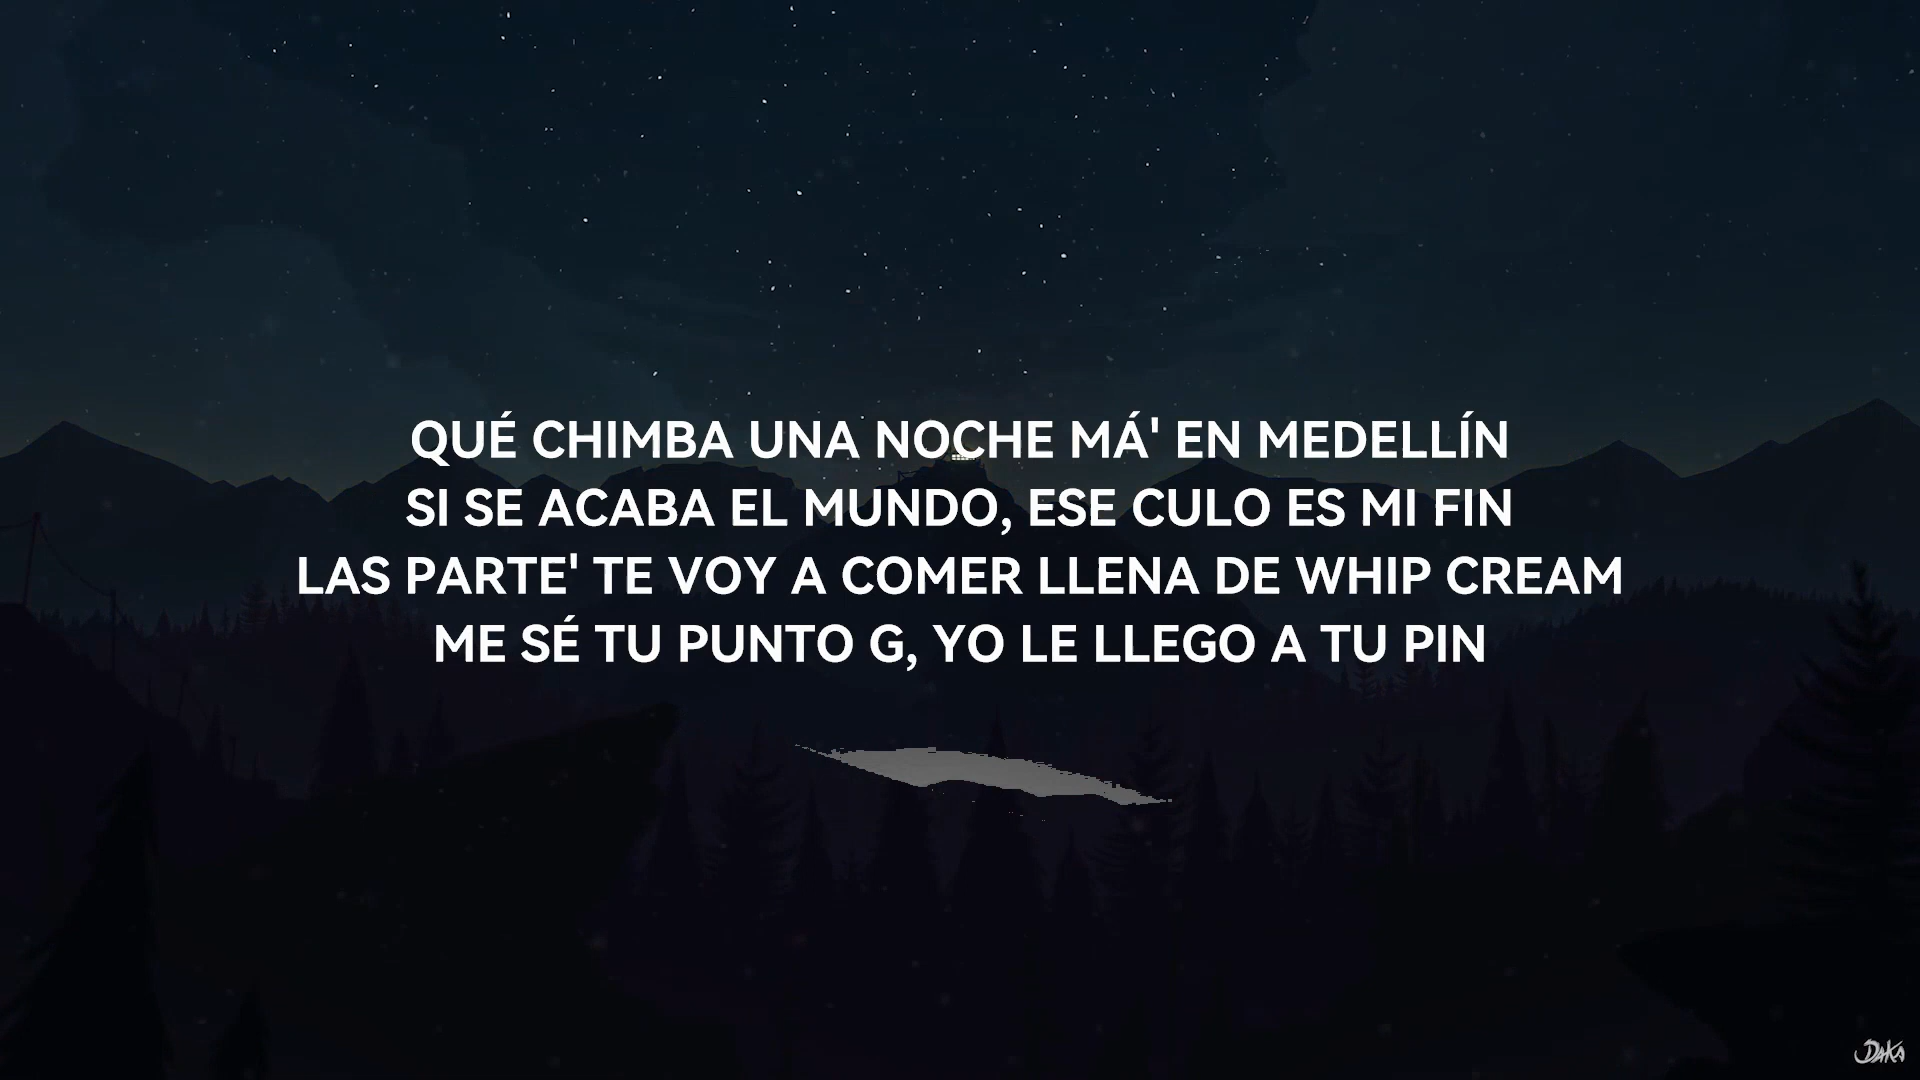 QUÉ CHIMBA UNA NOCHE MÁ' EN MEDELLÍN
SI SE ACABA EL MUNDO, ESE CULO ES MI FIN
LAS PARTE' TE VOY A COMER LLENA DE WHIP CREAM
ME SÉ TU PUNTO G, YO LE LLEGO A TU PIN
DAKA